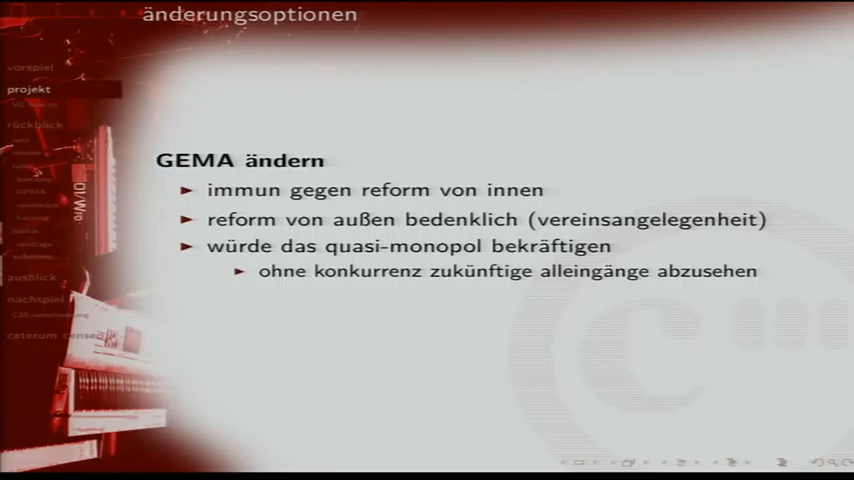 änderungsoptionen
vorspiel
projekt
rückblick
ausblick
nachspiel
ceterum censeo
GEMA ändern
immun gegen reform von innen
reform von außen bedenklich (vereinsangelegenheit)
würde das quasi-monopol bekräftigen
ohne konkurrenz zukünftige alleingänge abzusehen